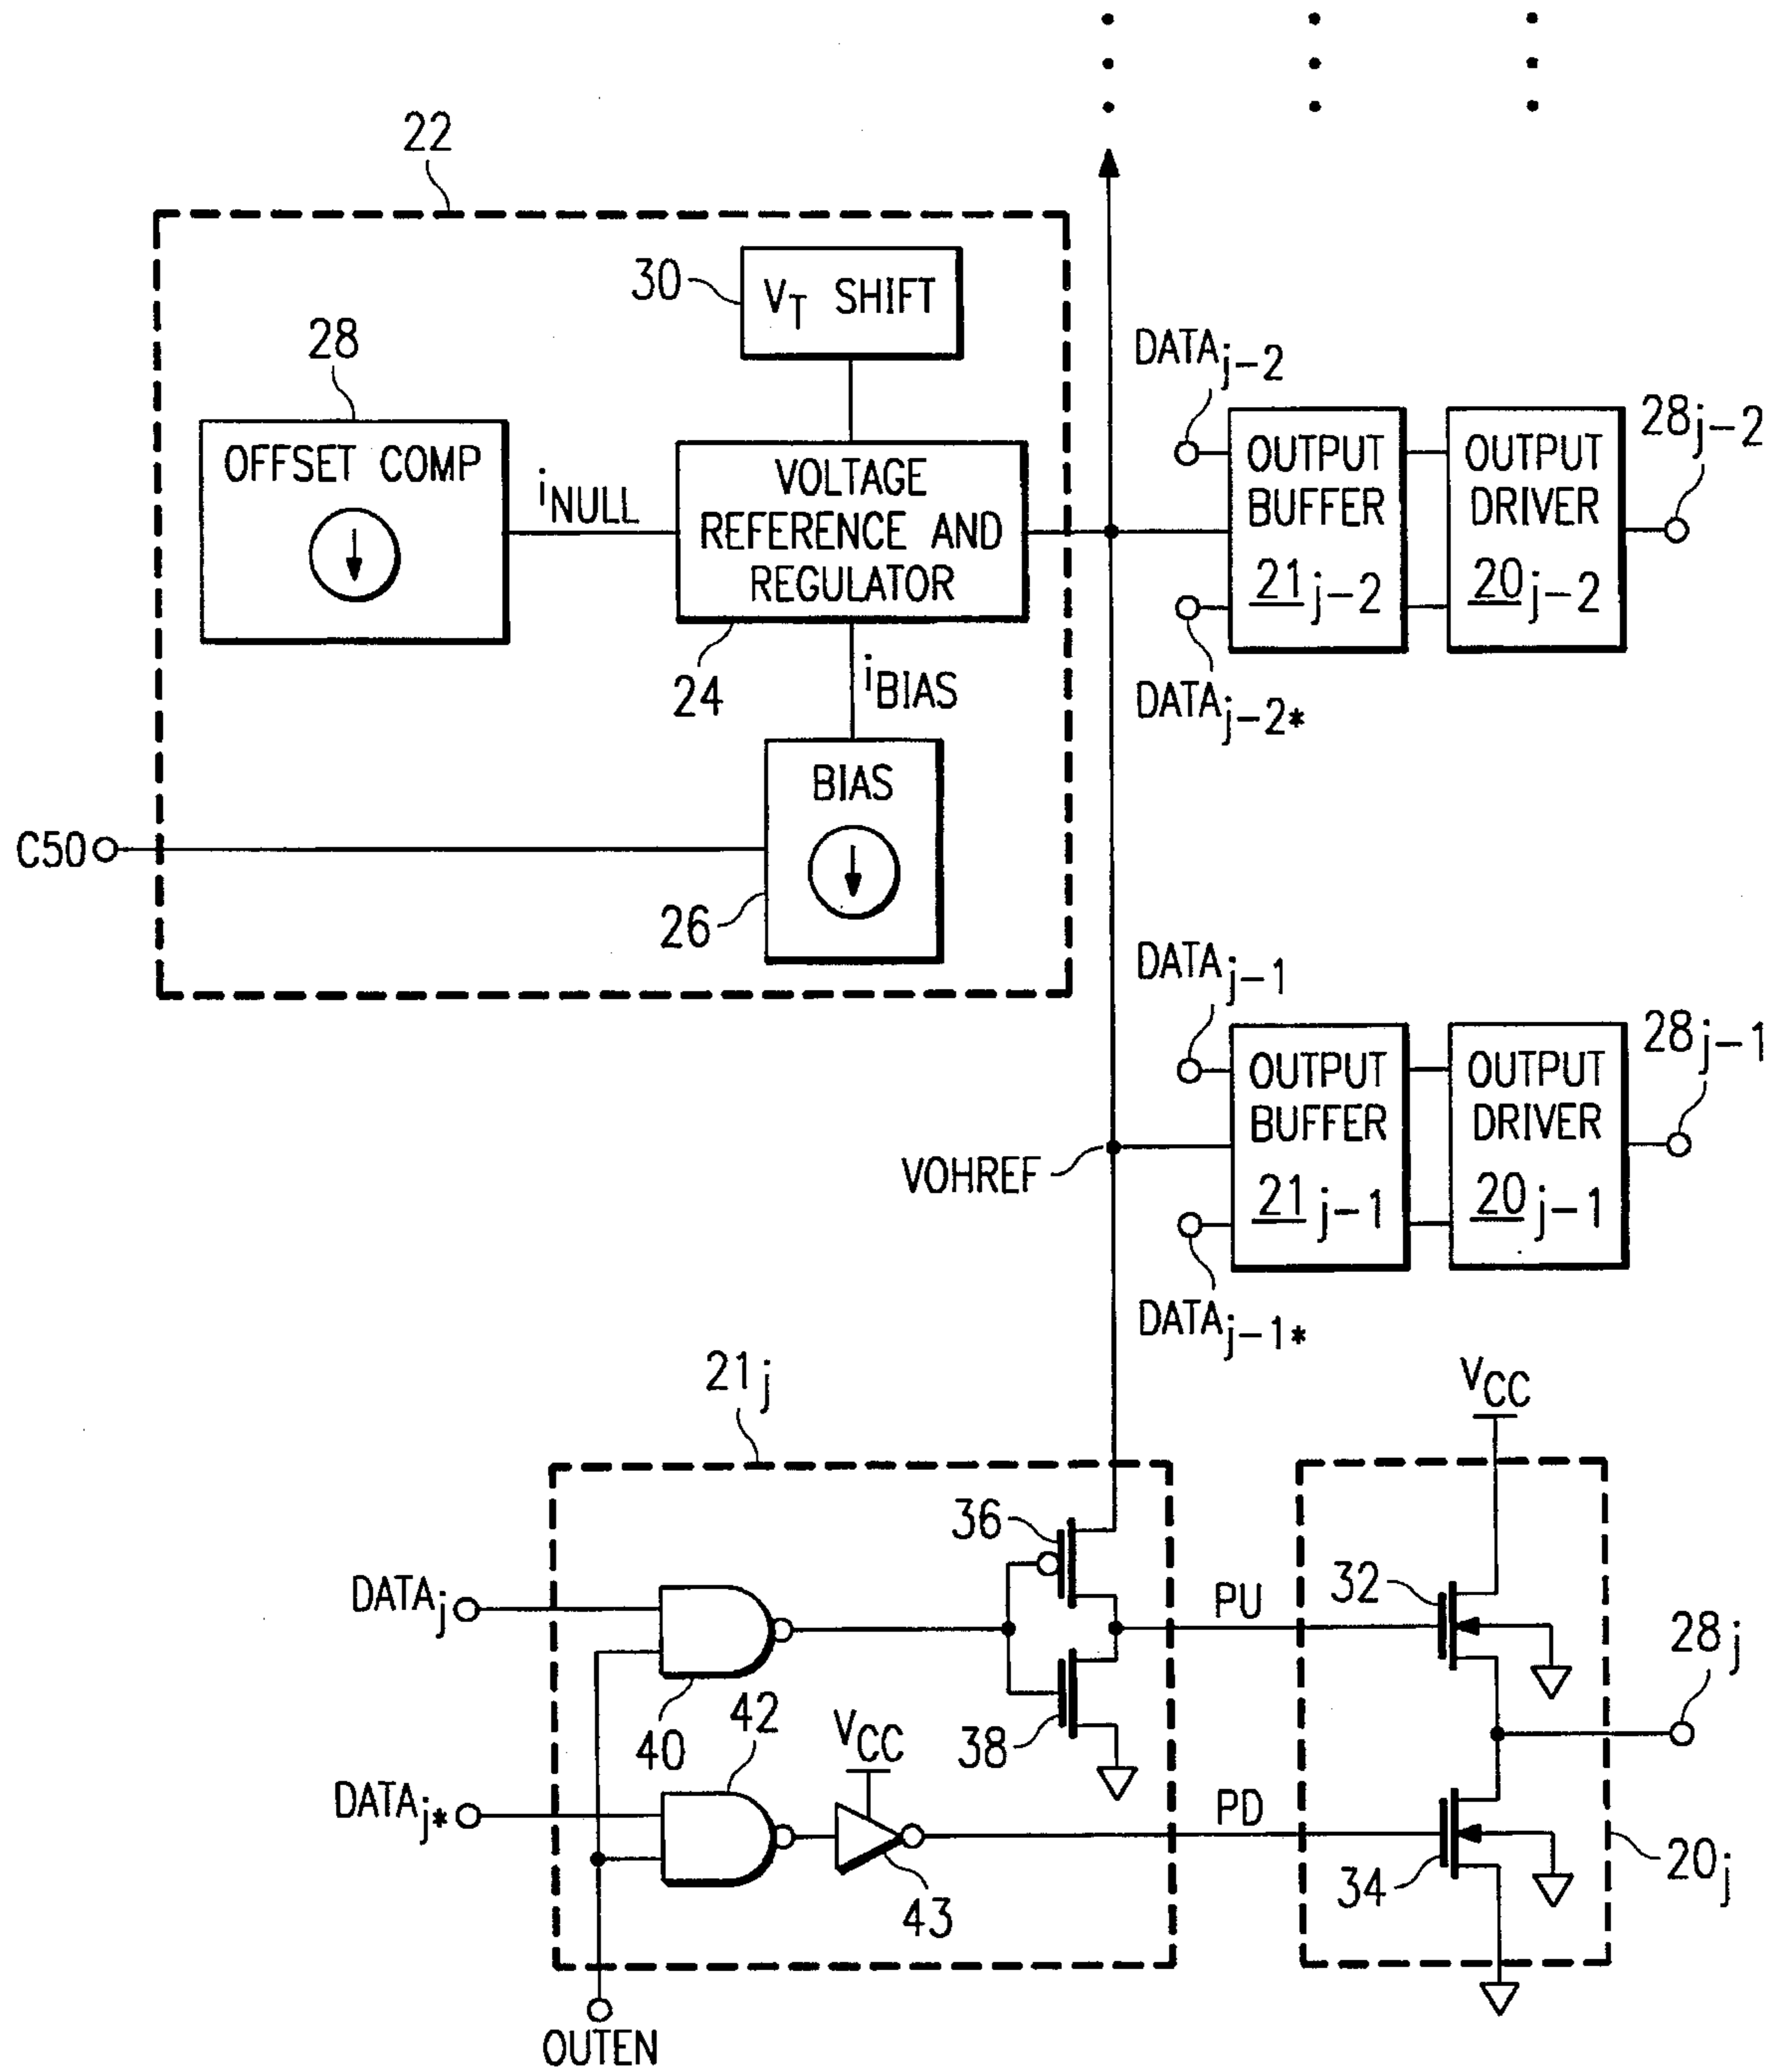 22
30
V_T SHIFT
28
OFFSET COMP
i_NULL
VOLTAGE
REFERENCE AND
REGULATOR
24
i_BIAS
BIAS
C50
26
DATA_j-2
OUTPUT
BUFFER
21_j-2
OUTPUT
DRIVER
20_j-2
28_j-2
DATA_j-2*
DATA_j-1
OUTPUT
BUFFER
21_j-1
OUTPUT
DRIVER
20_j-1
28_j-1
VOHREF
DATA_j-1*
21_j
V_CC
36
DATA_j
40
42
38
PU
32
28_j
V_CC
DATA_j*
43
PD
34
20_j
OUTEN